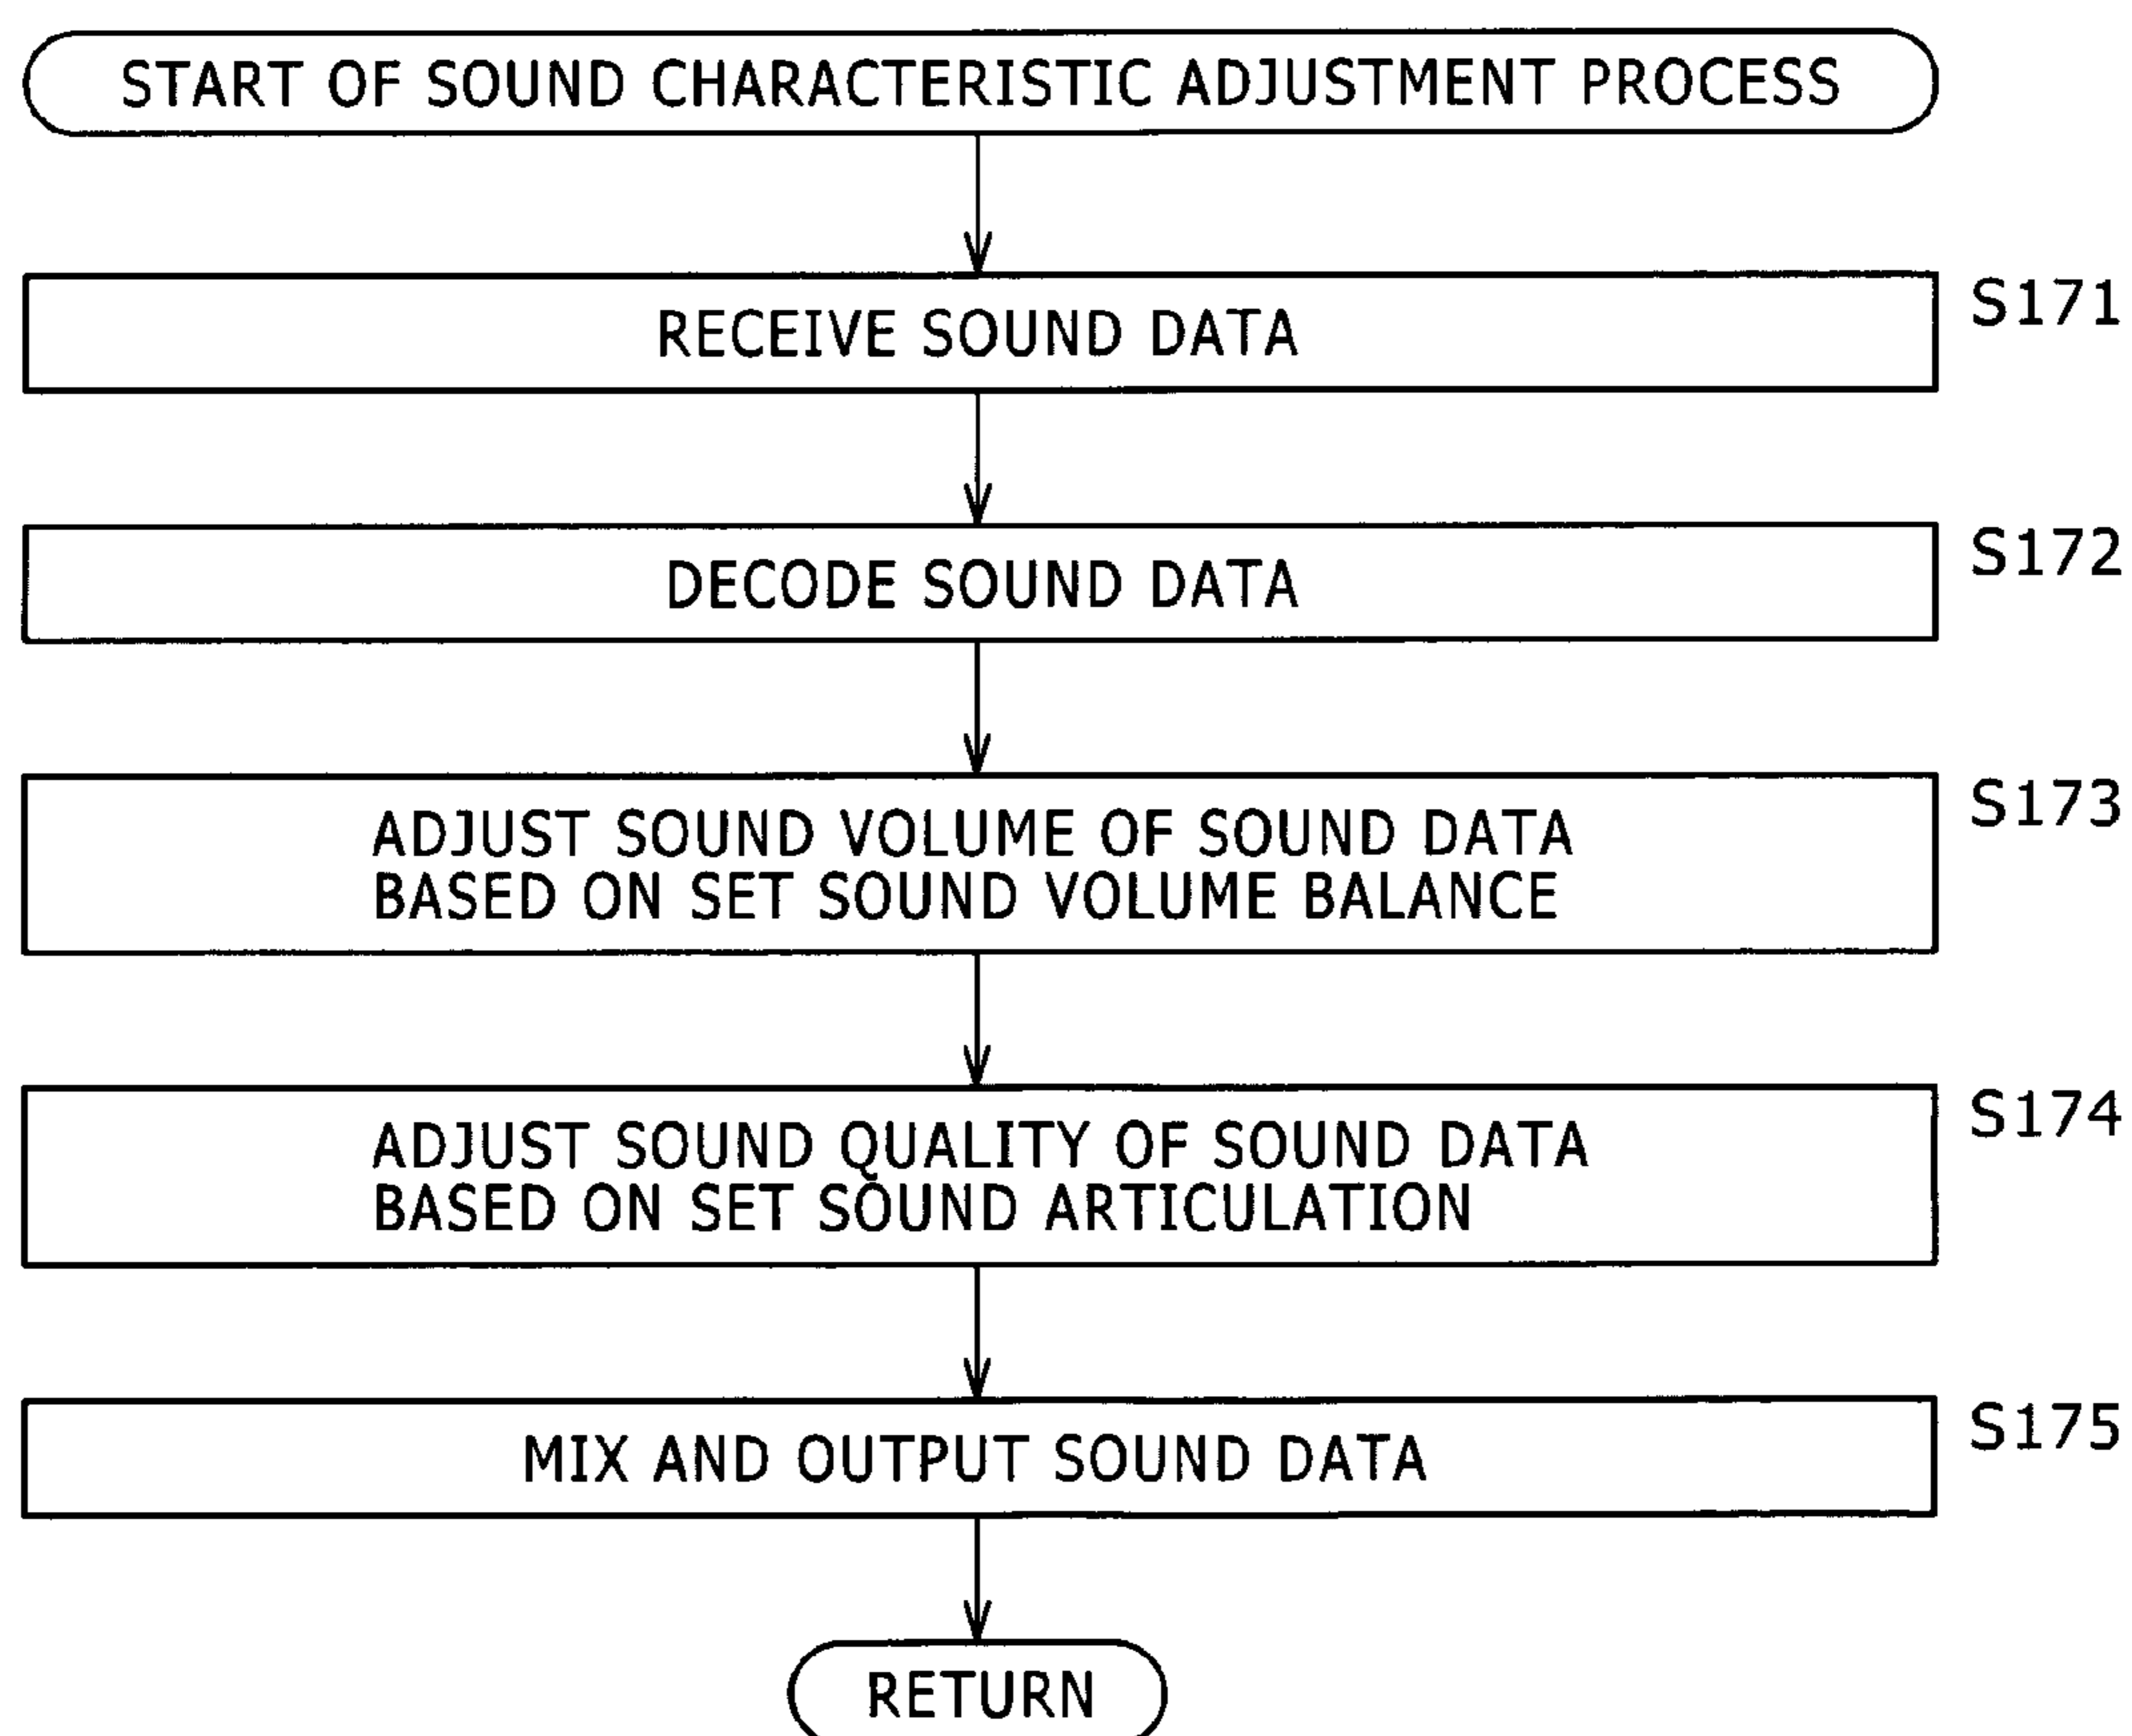 START OF SOUND CHARACTERISTIC ADJUSTMENT PROCESS
RECEIVE SOUND DATA
S171
DECODE SOUND DATA
S172
ADJUST SOUND VOLUME OF SOUND DATA
BASED ON SET SOUND VOLUME BALANCE
S173
ADJUST SOUND QUALITY OF SOUND DATA
BASED ON SET SOUND ARTICULATION
S174
MIX AND OUTPUT SOUND DATA
S175
RETURN